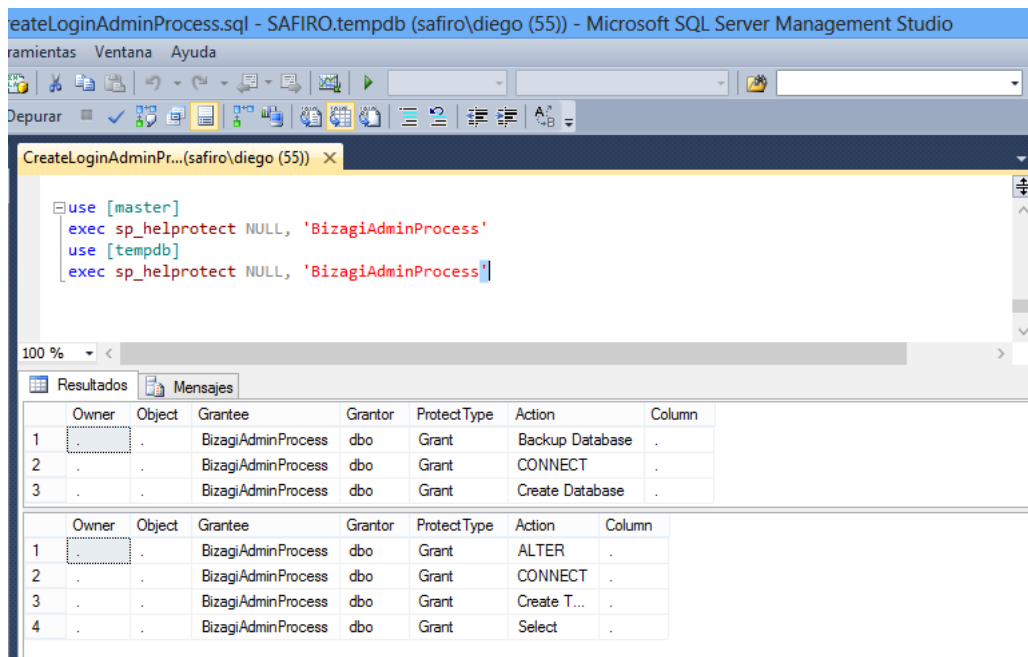 reateLoginAdminProcess.sql - SAFIRO.tempdb (safiro\diego (55)) - Microsoft SQL Server Management Studio
ramientas Ventana Ayuda
Depurar
CreateLoginAdminPr...(safiro\diego (55))
use [master]
exec sp_helprotect NULL, 'BizagiAdminProcess'
use [tempdb]
exec sp_helprotect NULL, 'BizagiAdminProcess'
100 %
Resultados Mensajes
Owner Object Grantee Grantor ProtectType Action Column
1 . . BizagiAdminProcess dbo Grant Backup Database .
2 . . BizagiAdminProcess dbo Grant CONNECT .
3 . . BizagiAdminProcess dbo Grant Create Database .
Owner Object Grantee Grantor ProtectType Action Column
1 . . BizagiAdminProcess dbo Grant ALTER .
2 . . BizagiAdminProcess dbo Grant CONNECT .
3 . . BizagiAdminProcess dbo Grant Create T... .
4 . . BizagiAdminProcess dbo Grant Select .